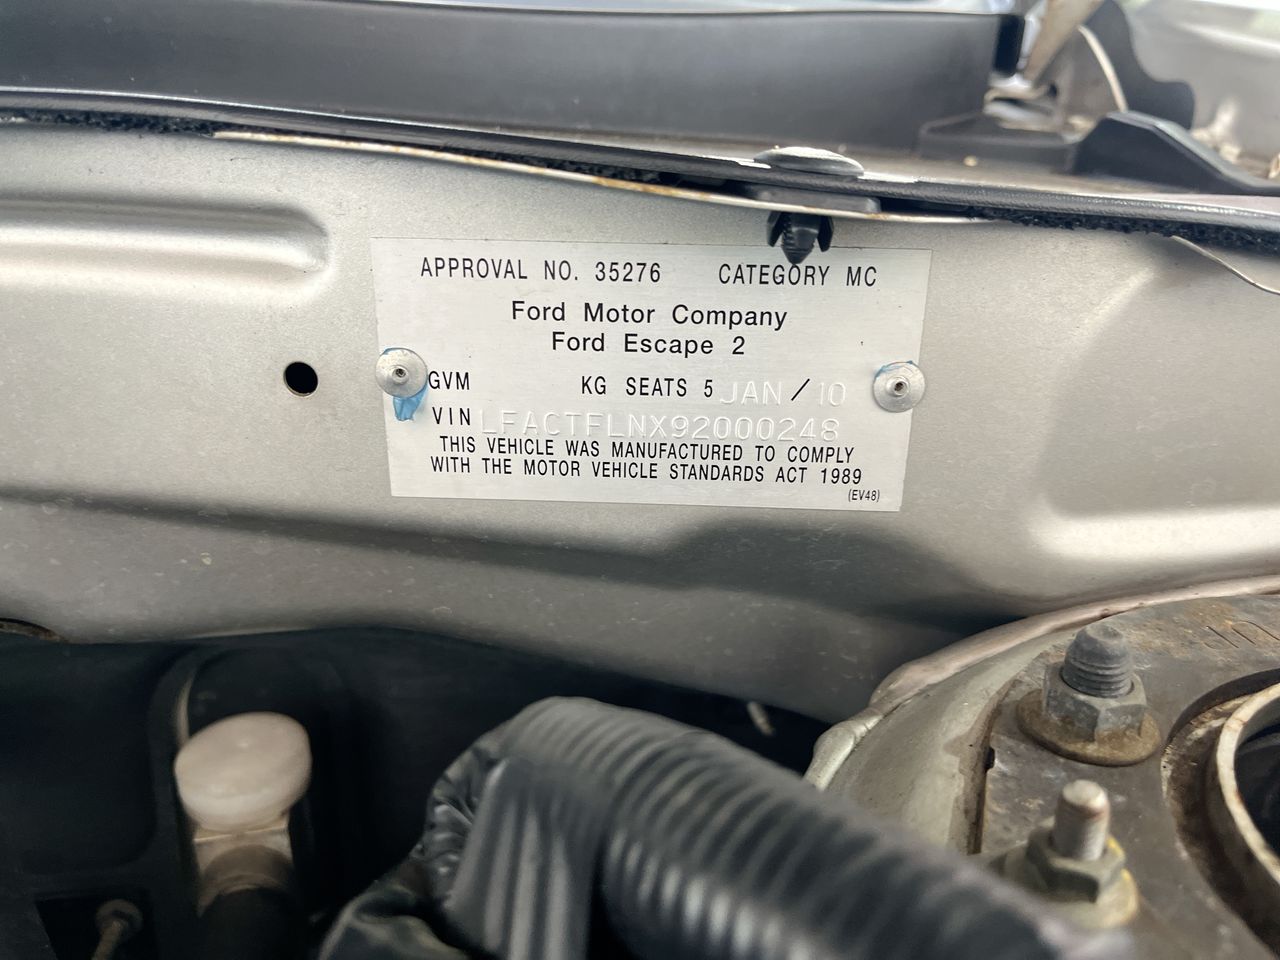 APPROVAL NO. 35276 CATEGORY MC
Ford Motor Company
Ford Escape 2
GVM KG SEATS 5 JAN / 10
VIN LFACTFLNX92000248
THIS VEHICLE WAS MANUFACTURED TO COMPLY
WITH THE MOTOR VEHICLE STANDARDS ACT 1989
(EV48)